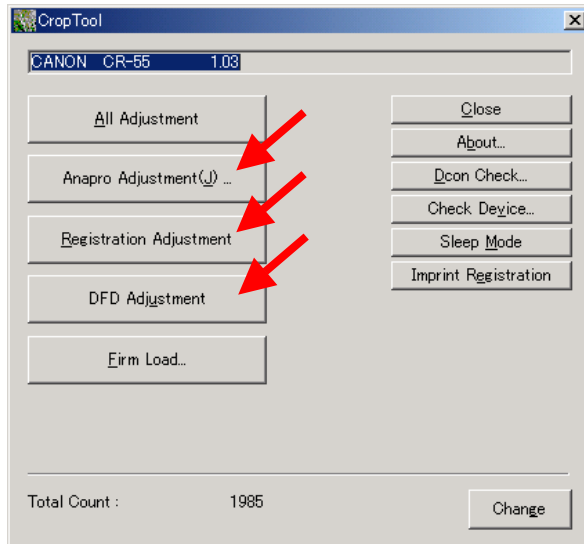 CropTool
CANON CR-55 1.03
All Adjustment
Anapro Adjustment(J) ...
Registration Adjustment
DFD Adjustment
Firm Load...
Close
About...
Dcon Check...
Check Device...
Sleep Mode
Imprint Registration
Total Count : 1985
Change